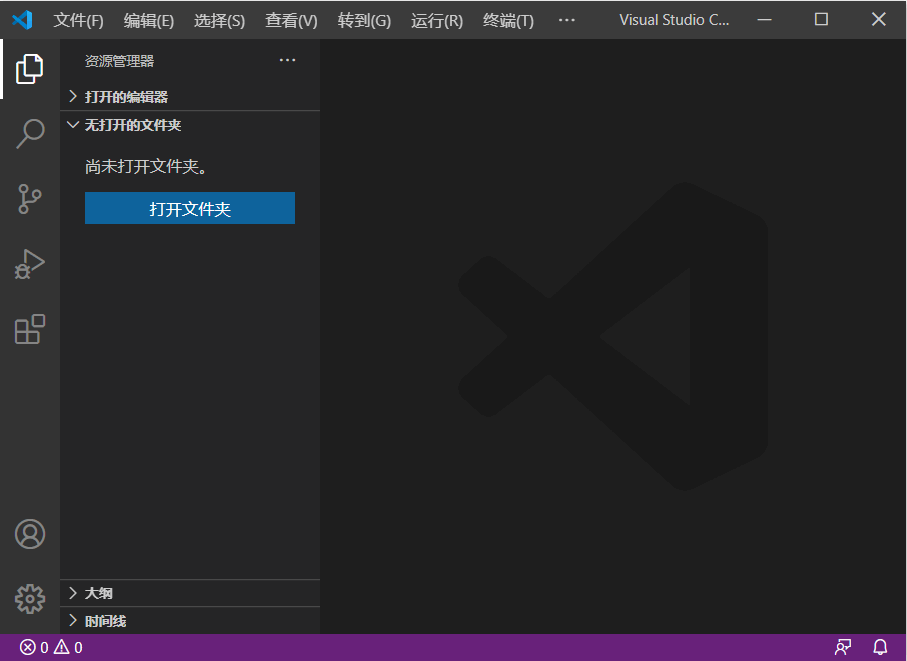 文件(F) 编辑(E) 选择(S) 查看(V) 转到(G) 运行(R) 终端(T) ··· Visual Studio C...
资源管理器 ···
打开的编辑器
无打开的文件夹
尚未打开文件夹。
打开文件夹
大纲
时间线
0 0